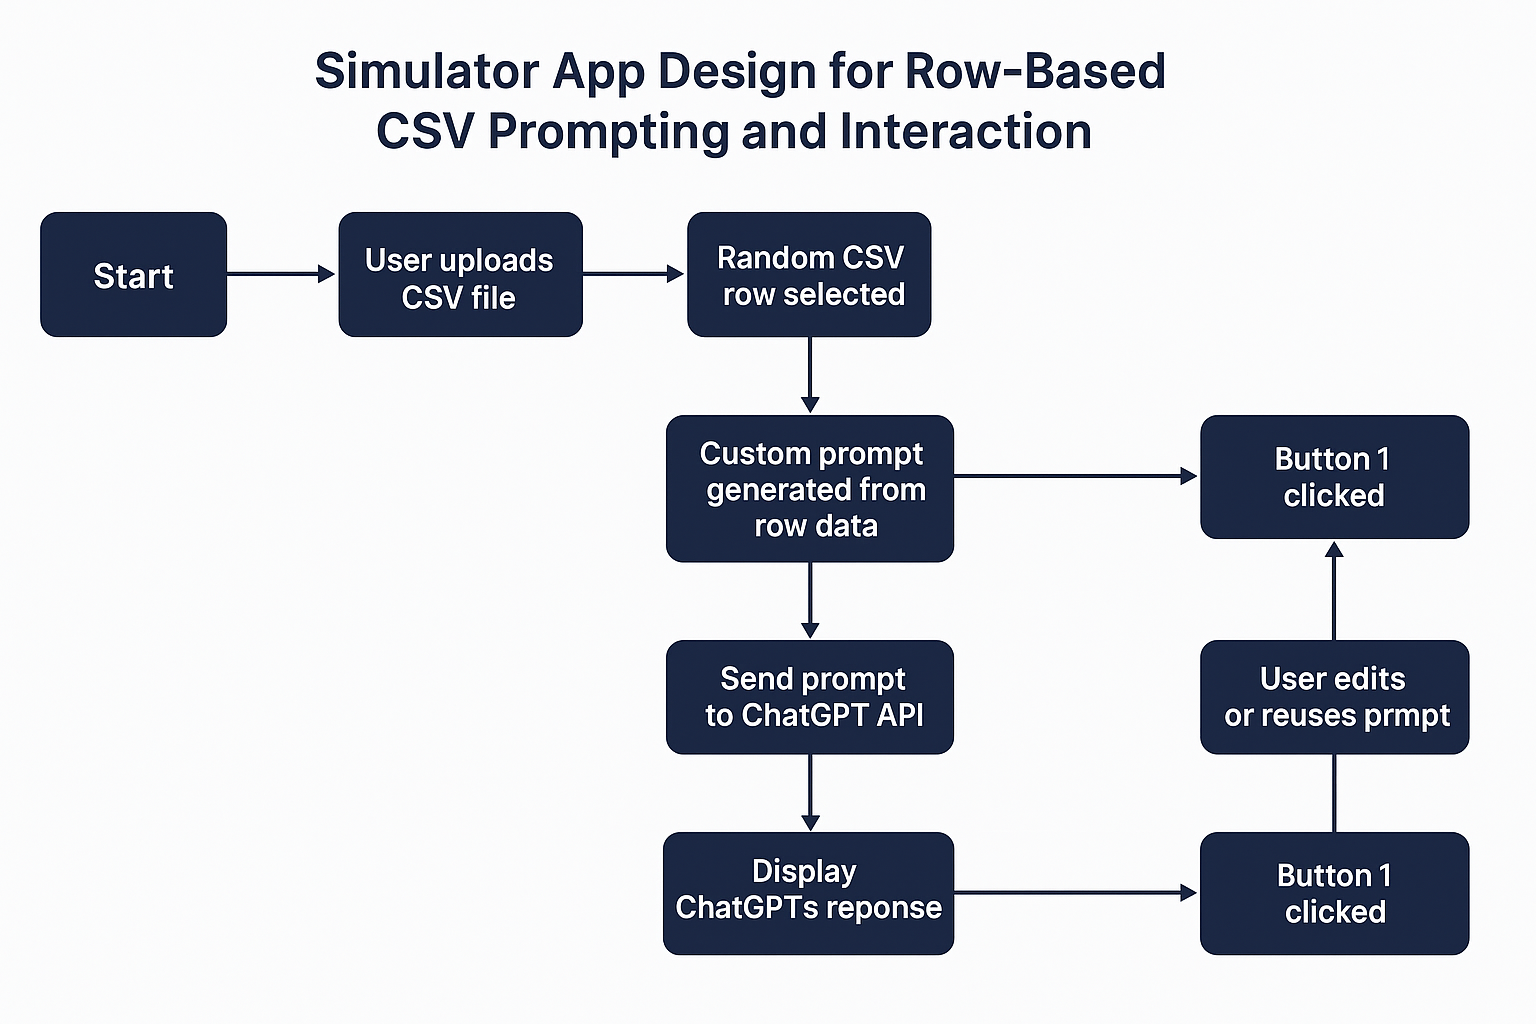 Simulator App Design for Row-Based
CSV Prompting and Interaction
Start
User uploads
CSV file
Random CSV
row selected
Custom prompt
generated from
row data
Button 1
clicked
Send prompt
to ChatGPT API
User edits
or reuses prmpt
Display
ChatGPTs reponse
Button 1
clicked